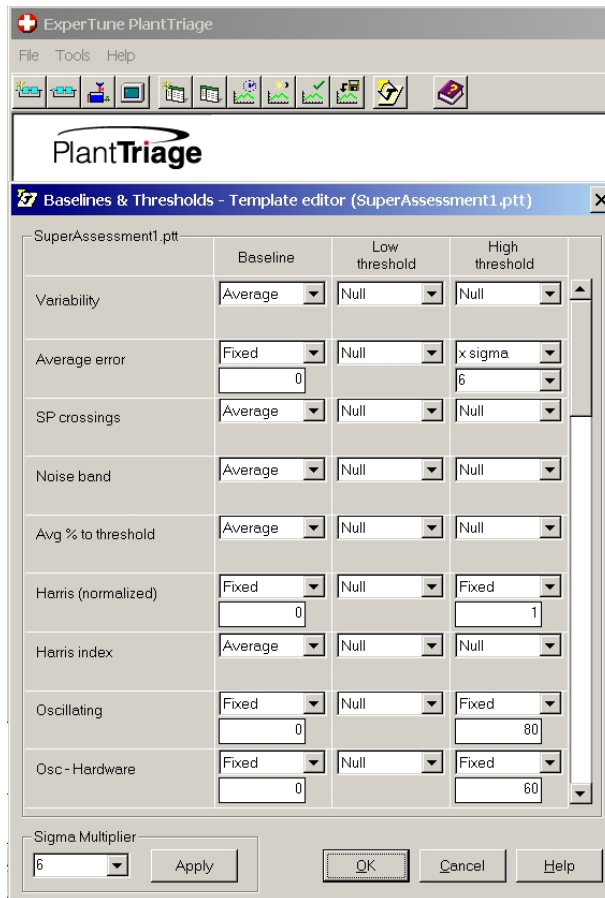 ExperTune PlantTriage
File Tools Help
PlantTriage
Baselines & Thresholds - Template editor (SuperAssessment1.ptt)
SuperAssessment1.ptt
Baseline Low threshold High threshold
Variability Average Null Null
Average error Fixed Null x sigma
0 6
SP crossings Average Null Null
Noise band Average Null Null
Avg % to threshold Average Null Null
Harris (normalized) Fixed Null Fixed
0 1
Harris index Average Null Null
Oscillating Fixed Null Fixed
0 80
Osc - Hardware Fixed Null Fixed
0 60
Sigma Multiplier
6 Apply OK Cancel Help